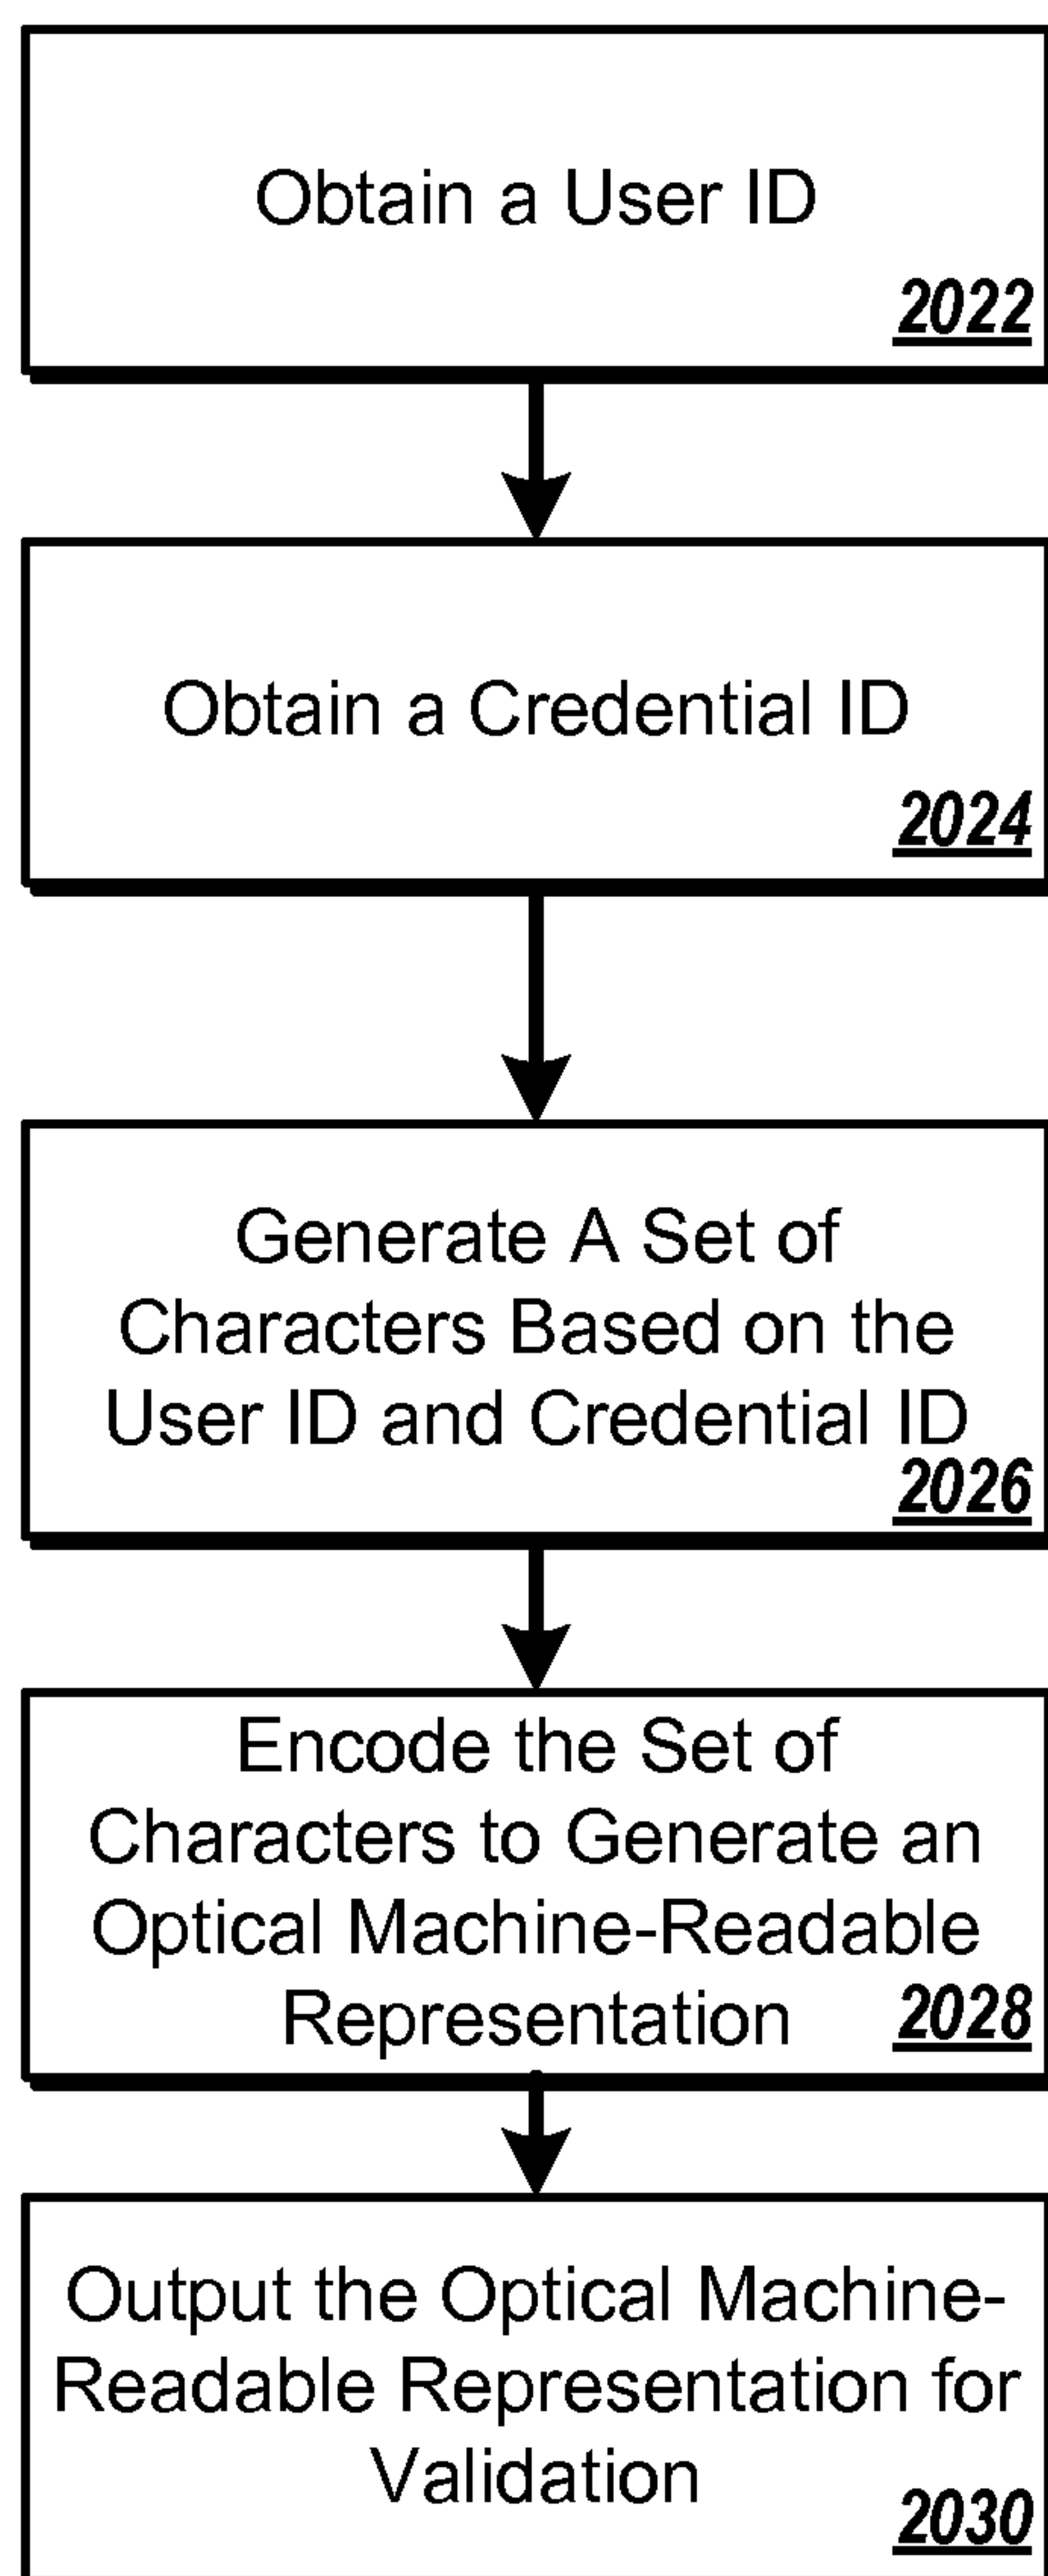 Obtain a User ID
2022
Obtain a Credential ID
2024
Generate A Set of
Characters Based on the
User ID and Credential ID
2026
Encode the Set of
Characters to Generate an
Optical Machine-Readable
Representation 2028
Output the Optical Machine-
Readable Representation for
Validation
2030